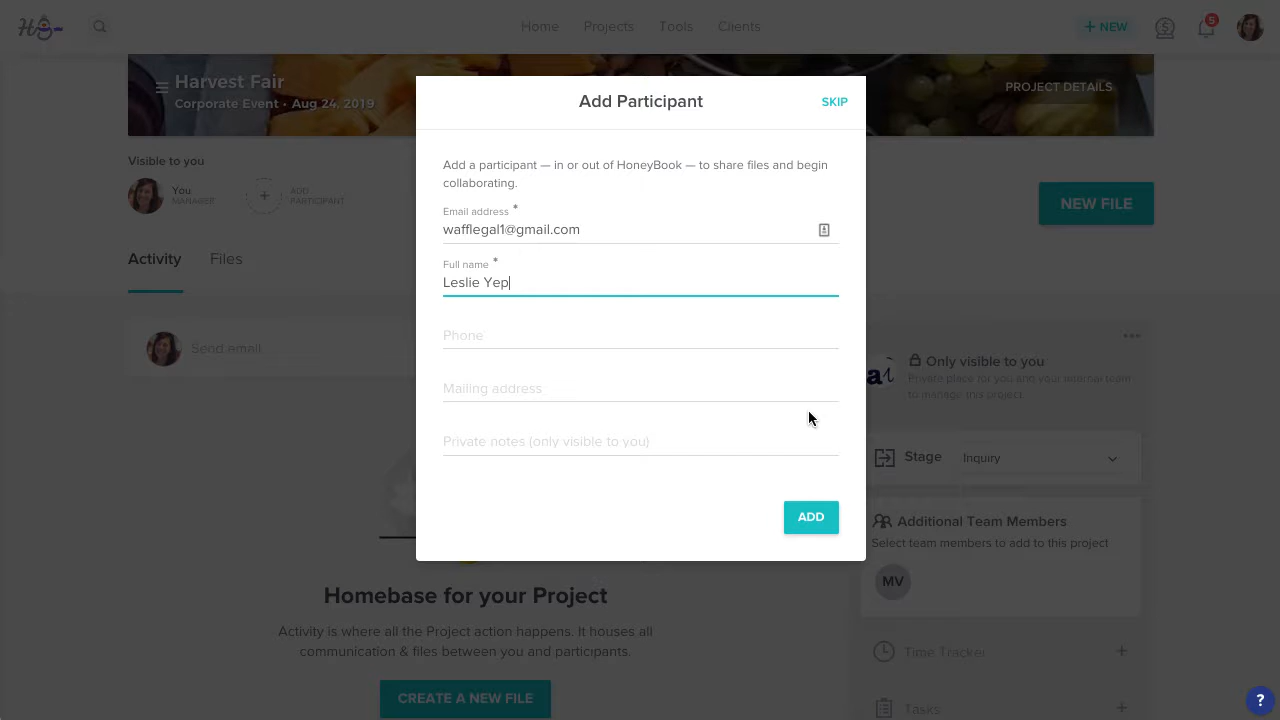 Home
Projects
Tools
Clients
+ NEW
5
Harvest Fair
Corporate Event • Aug 24, 2019
PROJECT DETAILS
Visible to you
You
MANAGER
+
ADD
PARTICIPANT
NEW FILE
Activity
Files
Send email
Add Participant
SKIP
Add a participant — in or out of HoneyBook — to share files and begin
collaborating.
Email address *
wafflegal1@gmail.com
Full name *
Leslie Yep
Phone
Mailing address
Private notes (only visible to you)
ADD
Only visible to you
Private place for you and your internal team
to manage this project.
Stage
Inquiry
Additional Team Members
Select team members to add to this project
MV
Time Tracker
+
Tasks
+
Homebase for your Project
Activity is where all the Project action happens. It houses all
communication & files between you and participants.
CREATE A NEW FILE
?